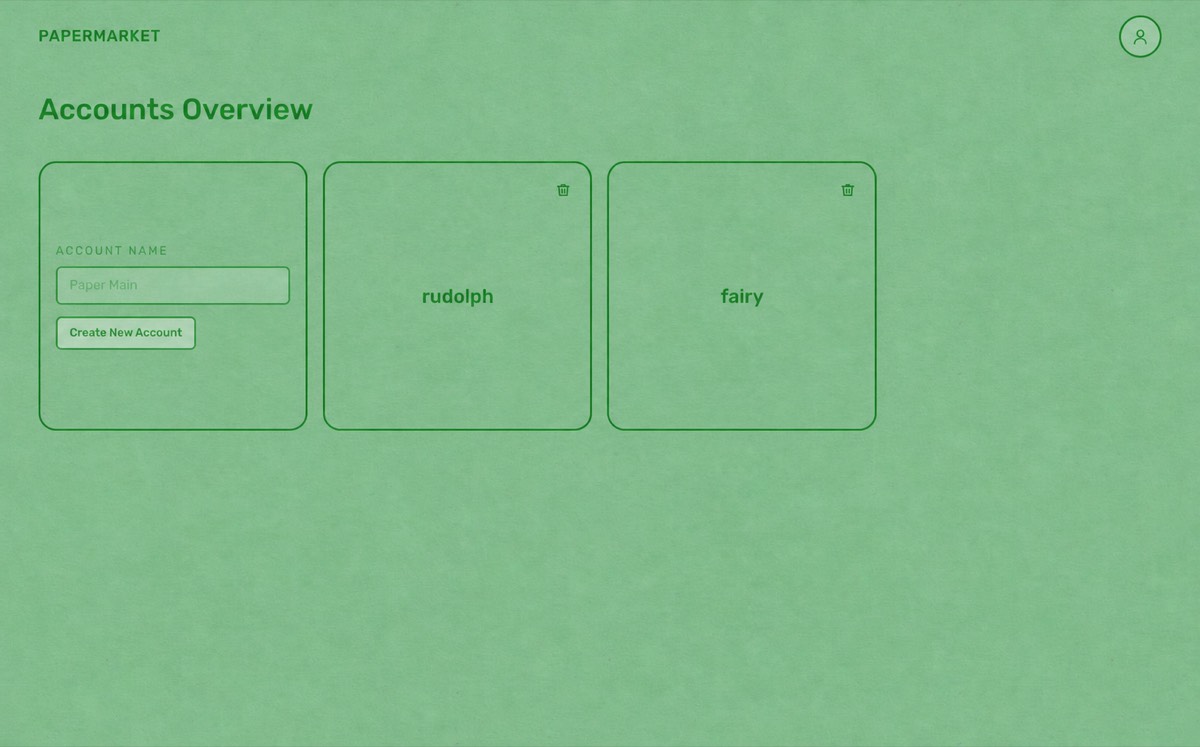 PAPERMARKET
Accounts Overview
ACCOUNT NAME
Paper Main
Create New Account
rudolph
fairy